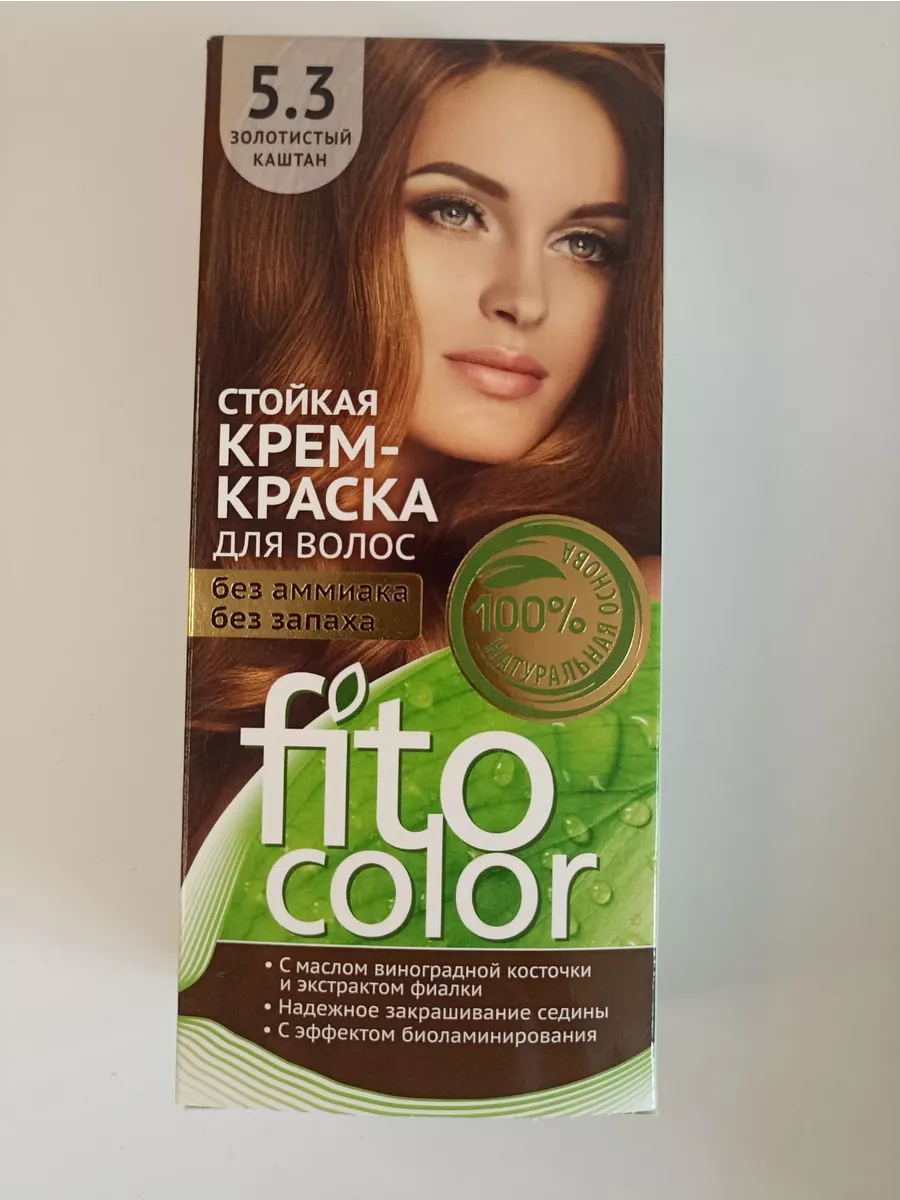 5.3
ЗОЛОТИСТЫЙ
КАШТАН
СТОЙКАЯ
КРЕМ-
КРАСКА
ДЛЯ ВОЛОС
без аммиака
без запаха
100%
НАТУРАЛЬНАЯ ОСНОВА
fito
color
• С маслом виноградной косточки
и экстрактом фиалки
• Надежное закрашивание седины
• С эффектом биоламинирования